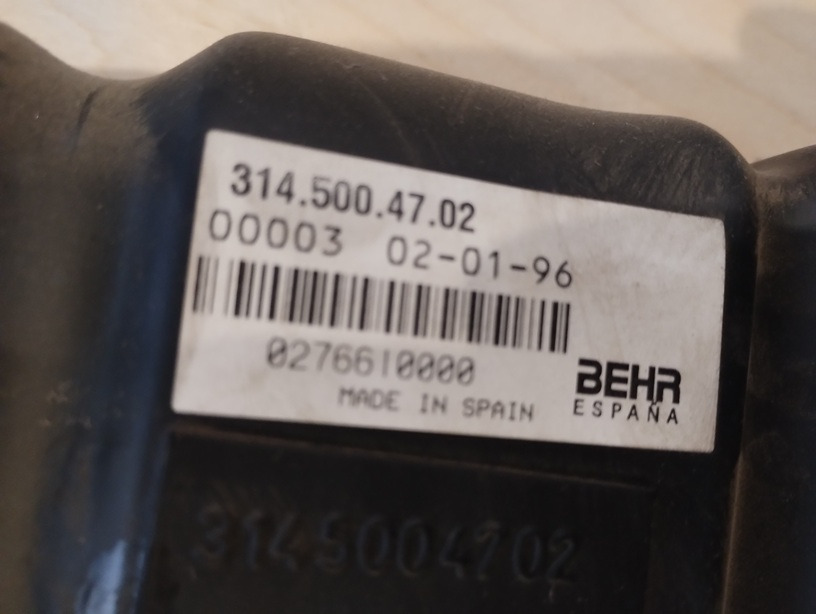 314.500.47.02
00003 02-01-96
0276610000
MADE IN SPAIN
BEHR
ESPAÑA
3145004702